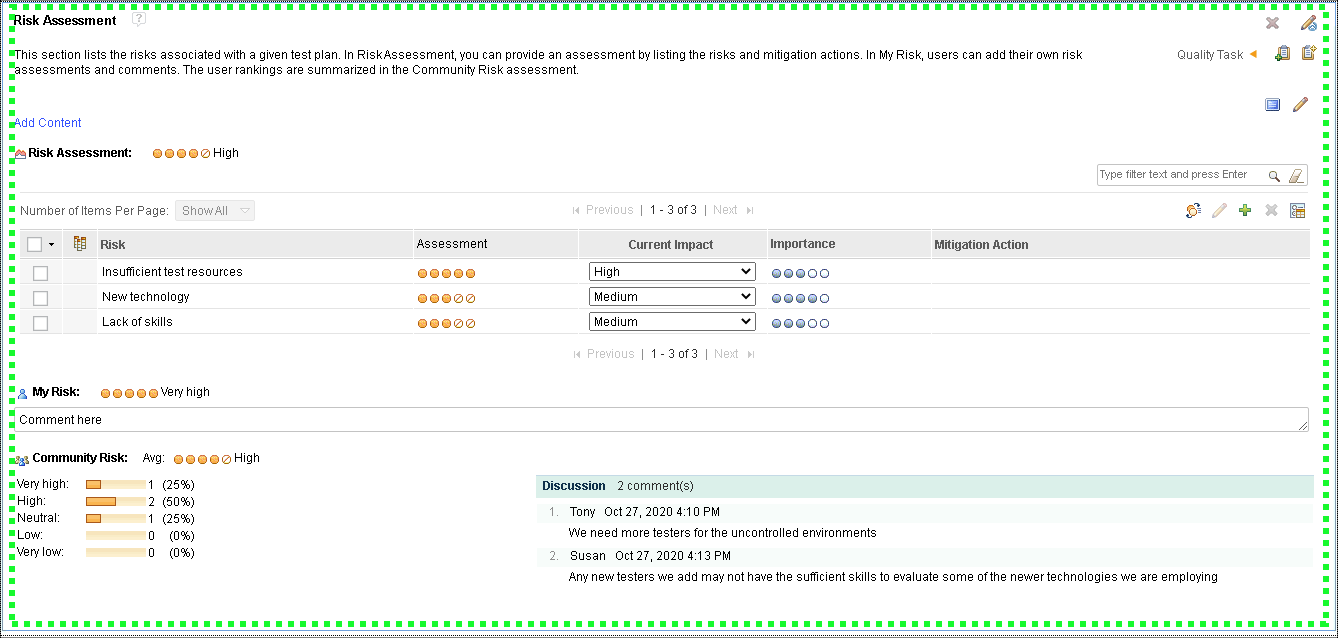 Risk Assessment ?
This section lists the risks associated with a given test plan. In Risk Assessment, you can provide an assessment by listing the risks and mitigation actions. In My Risk, users can add their own risk
assessments and comments. The user rankings are summarized in the Community Risk assessment.
Quality Task
Add Content
Risk Assessment: High
Type filter text and press Enter
Number of Items Per Page: Show All Previous | 1 - 3 of 3 | Next
Risk Assessment Current Impact Importance Mitigation Action
Insufficient test resources High
New technology Medium
Lack of skills Medium
Previous | 1 - 3 of 3 | Next
My Risk: Very high
Comment here
Community Risk: Avg: High
Very high: 1 (25%)
High: 2 (50%)
Neutral: 1 (25%)
Low: 0 (0%)
Very low: 0 (0%)
Discussion 2 comment(s)
1. Tony Oct 27, 2020 4:10 PM
We need more testers for the uncontrolled environments
2. Susan Oct 27, 2020 4:13 PM
Any new testers we add may not have the sufficient skills to evaluate some of the newer technologies we are employing